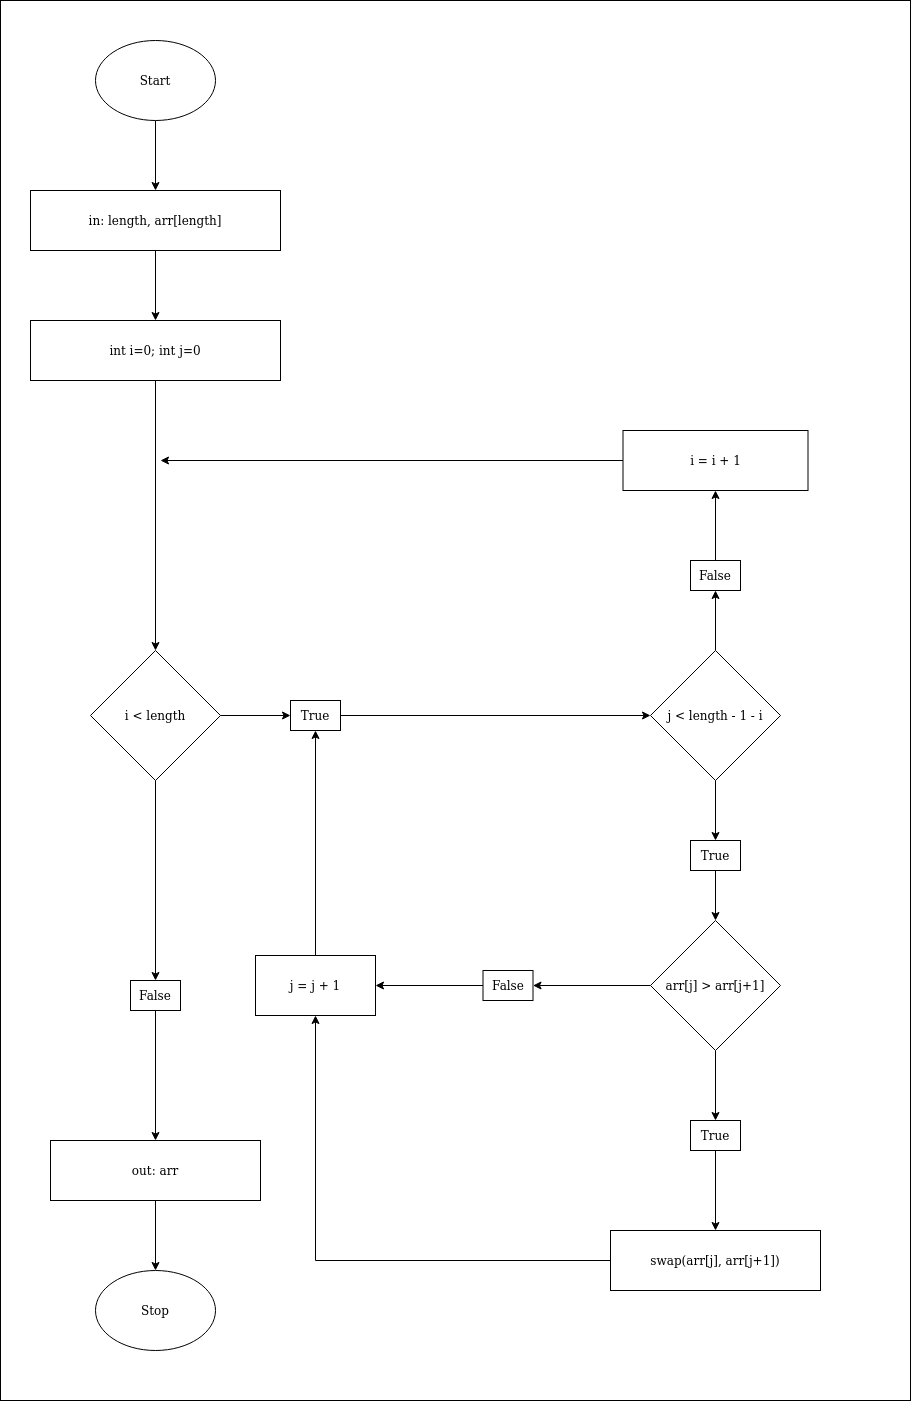 Start
in: length, arr[length]
int i=0; int j=0
i = i + 1
False
i < length
True
j < length - 1 - i
True
arr[j] > arr[j+1]
False
j = j + 1
False
True
swap(arr[j], arr[j+1])
out: arr
Stop